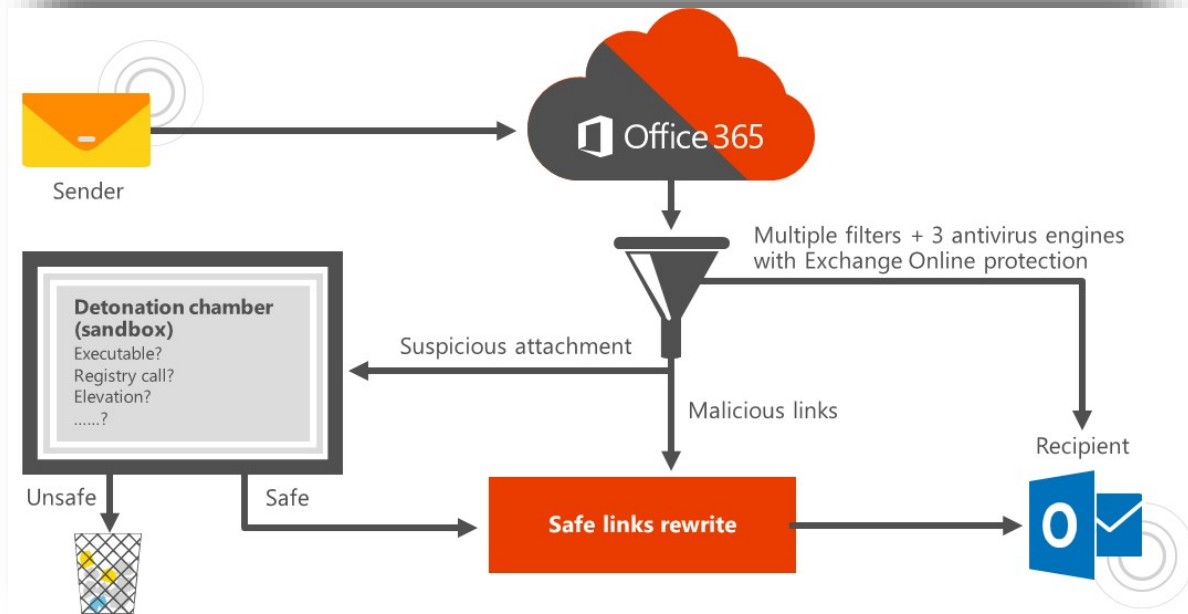 Office 365
Sender
Multiple filters + 3 antivirus engines
with Exchange Online protection
Detonation chamber
(sandbox)
Executable?
Registry call?
Elevation?
......?
Suspicious attachment
Malicious links
Recipient
Unsafe
Safe
Safe links rewrite
O